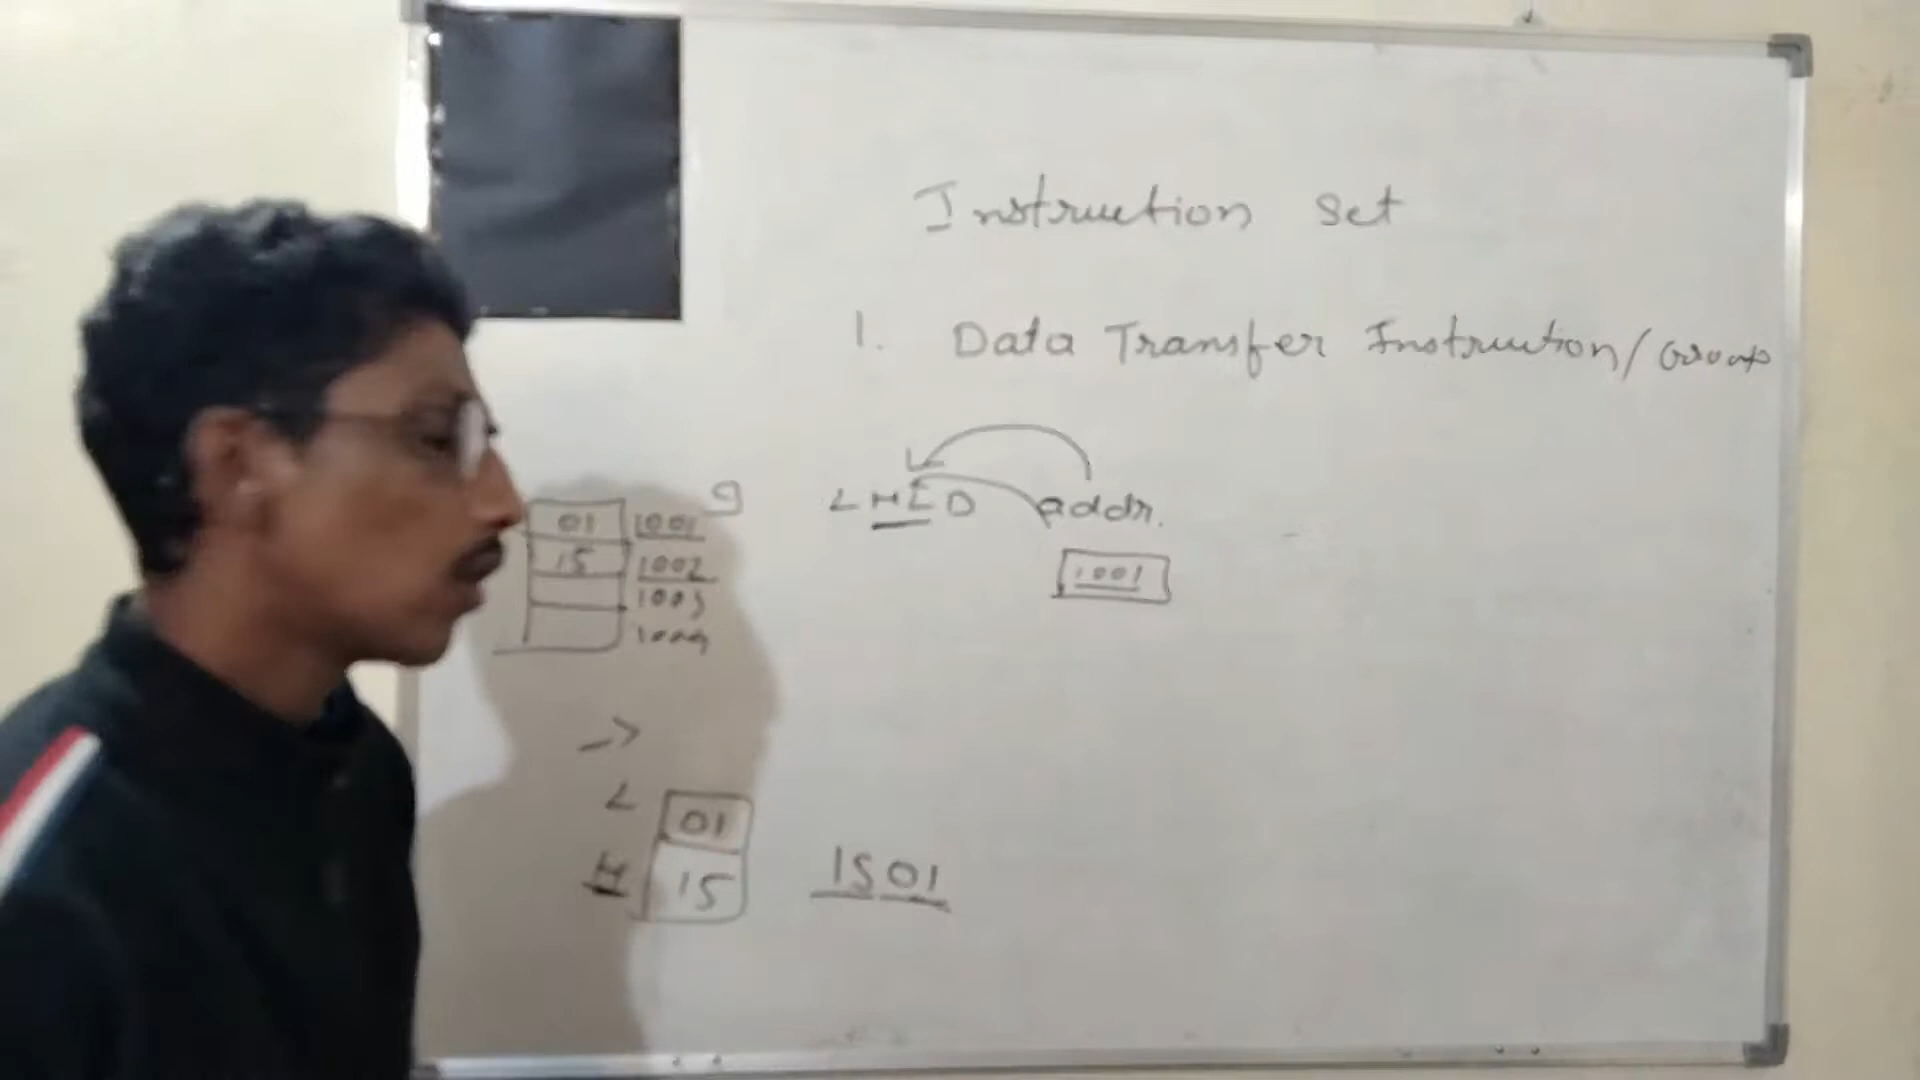 Instruction Set
1. Data Transfer Instruction/Group
9 LHLD addr.
01 1001
15 1002
1003
1004
1001
->
L 01
H 15
1501